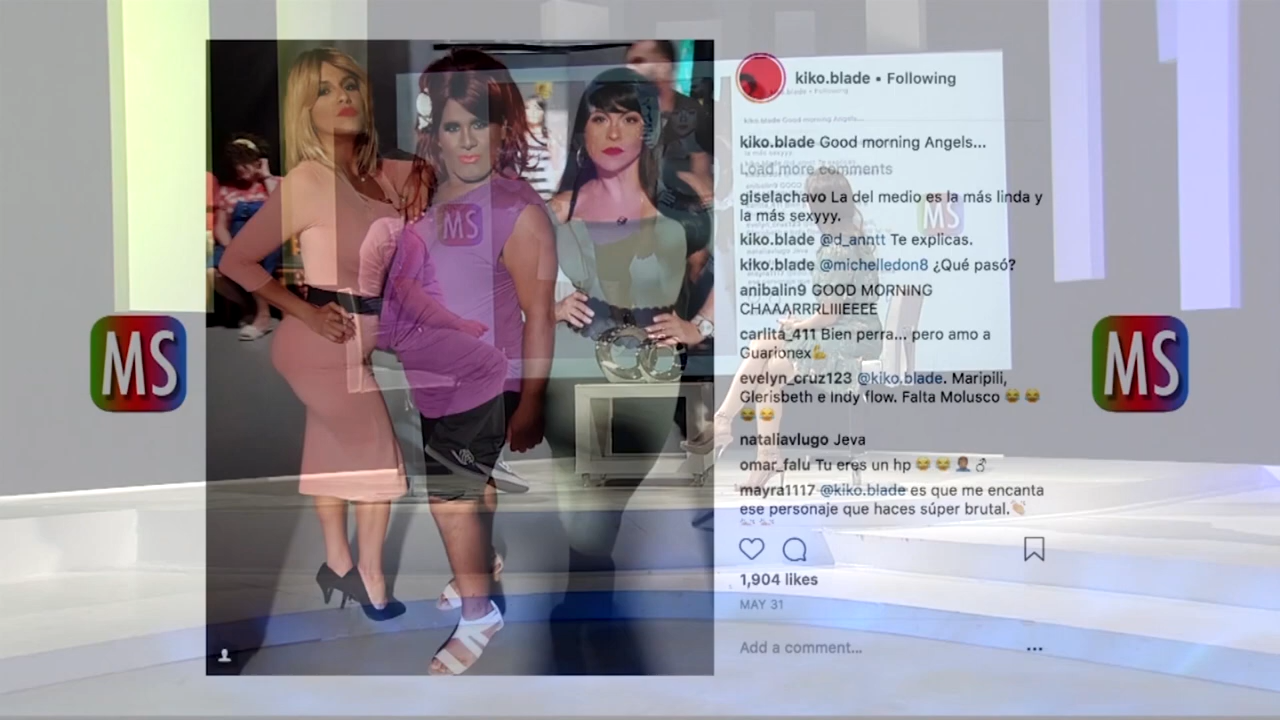 kiko.blade • Following
kiko.blade Good morning Angels...
Load more comments
giselachavo La del medio es la más linda y
la más sexyyy.
kiko.blade @d_anntt Te explicas.
kiko.blade @michelledon8 ¿Qué pasó?
anibalin9 GOOD MORNING
CHAAARRRLIIIEEEE
carlita_411 Bien perra... pero amo a
Guarionex💪
evelyn_cruz123 @kiko.blade. Maripili,
Glerisbeth e indy flow. Falta Molusco 😂 😂
😂 😂
nataliavlugo Jeva
omar_falu Tu eres un hp 😂 😂 🤦🏾 ♂
mayra1117 @kiko.blade es que me encanta
ese personaje que haces súper brutal.👏🏼
1,904 likes
MAY 31
Add a comment...
MS
MS
MS
MS